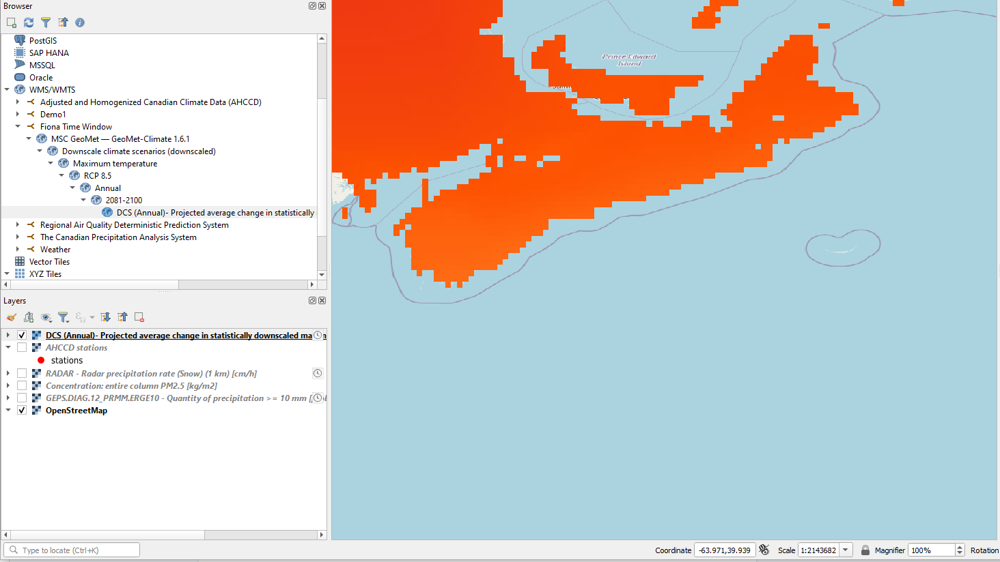 Browser
PostGIS
SAP HANA
MSSQL
Oracle
WMS/WMTS
Adjusted and Homogenized Canadian Climate Data (AHCCD)
Demo1
Fiona Time Window
MSC GeoMet — GeoMet-Climate 1.6.1
Downscale climate scenarios (downscaled)
Maximum temperature
RCP 8.5
Annual
2081-2100
DCS (Annual)- Projected average change in statistically
Regional Air Quality Deterministic Prediction System
The Canadian Precipitation Analysis System
Weather
Vector Tiles
XYZ Tiles
Layers
DCS (Annual)- Projected average change in statistically downscaled ma
AHCCD stations
stations
RADAR - Radar precipitation rate (Snow) (1 km) [cm/h]
Concentration: entire column PM2.5 [kg/m2]
GEPS.DIAG.12_PRMM.ERGE10 - Quantity of precipitation >= 10 mm
OpenStreetMap
Prince Edward
Island
Type to locate (Ctrl+K)
Coordinate -63.971,39.939 Scale 1:2143682 Magnifier 100% Rotation